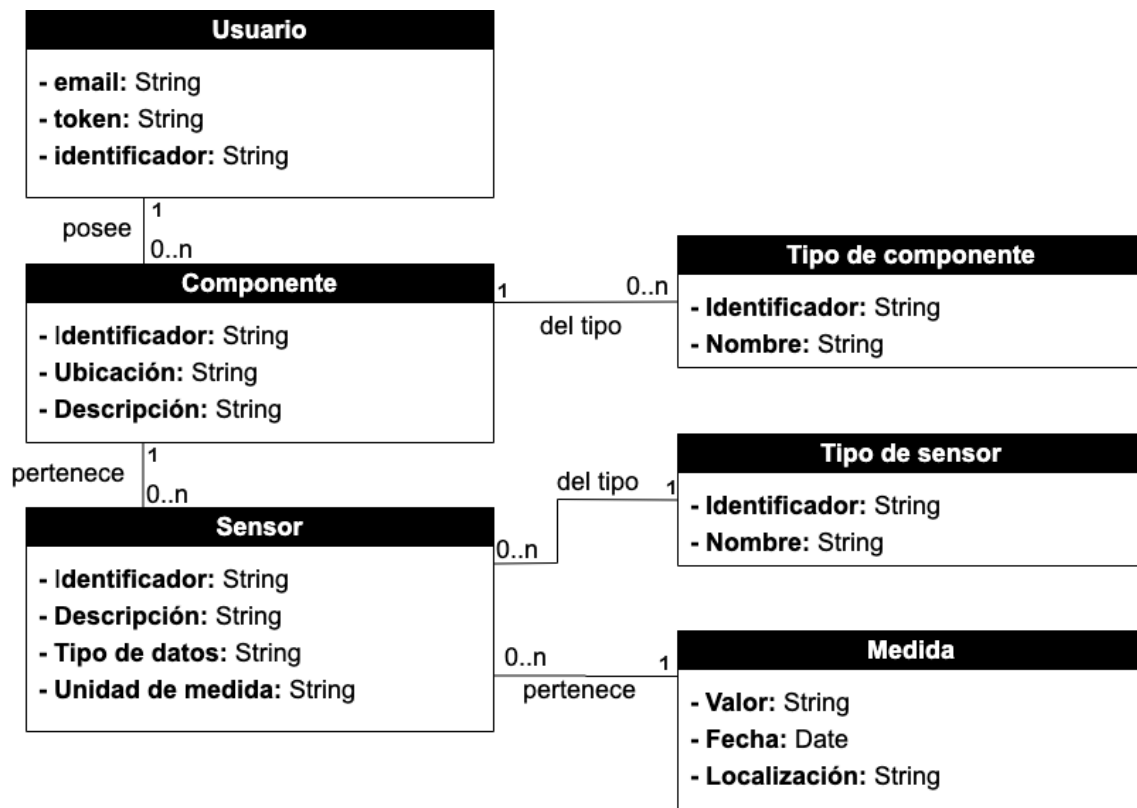 Usuario
- email: String
- token: String
- identificador: String
1
posee
0..n
Componente
- Identificador: String
- Ubicación: String
- Descripción: String
1
0..n
del tipo
Tipo de componente
- Identificador: String
- Nombre: String
1
pertenece
0..n
Sensor
- Identificador: String
- Descripción: String
- Tipo de datos: String
- Unidad de medida: String
del tipo
1
0..n
Tipo de sensor
- Identificador: String
- Nombre: String
0..n
1
pertenece
Medida
- Valor: String
- Fecha: Date
- Localización: String